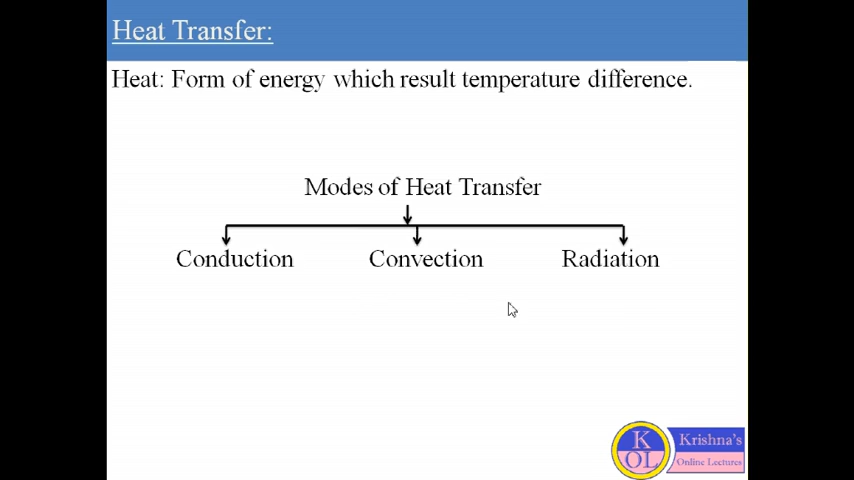 Heat Transfer:
Heat: Form of energy which result temperature difference.
Modes of Heat Transfer
Conduction Convection Radiation
K
OL
Krishna's
Online Lectures